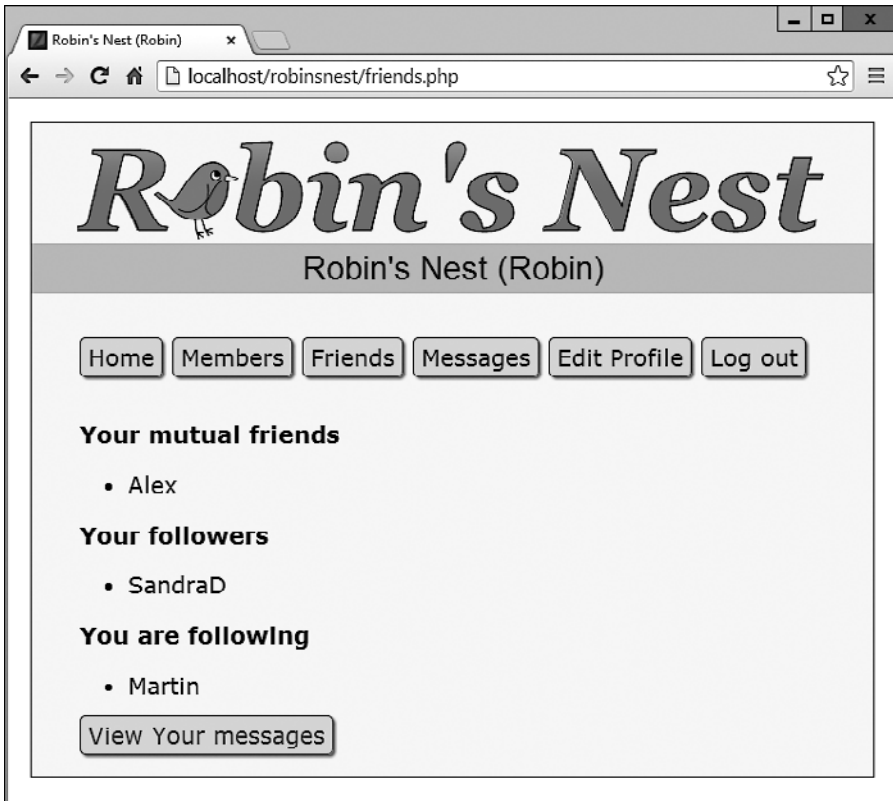 Robin's Nest (Robin)
localhost/robinsnest/friends.php
Robin's Nest
Robin's Nest (Robin)
Home Members Friends Messages Edit Profile Log out
Your mutual friends
• Alex
Your followers
• SandraD
You are following
• Martin
View Your messages